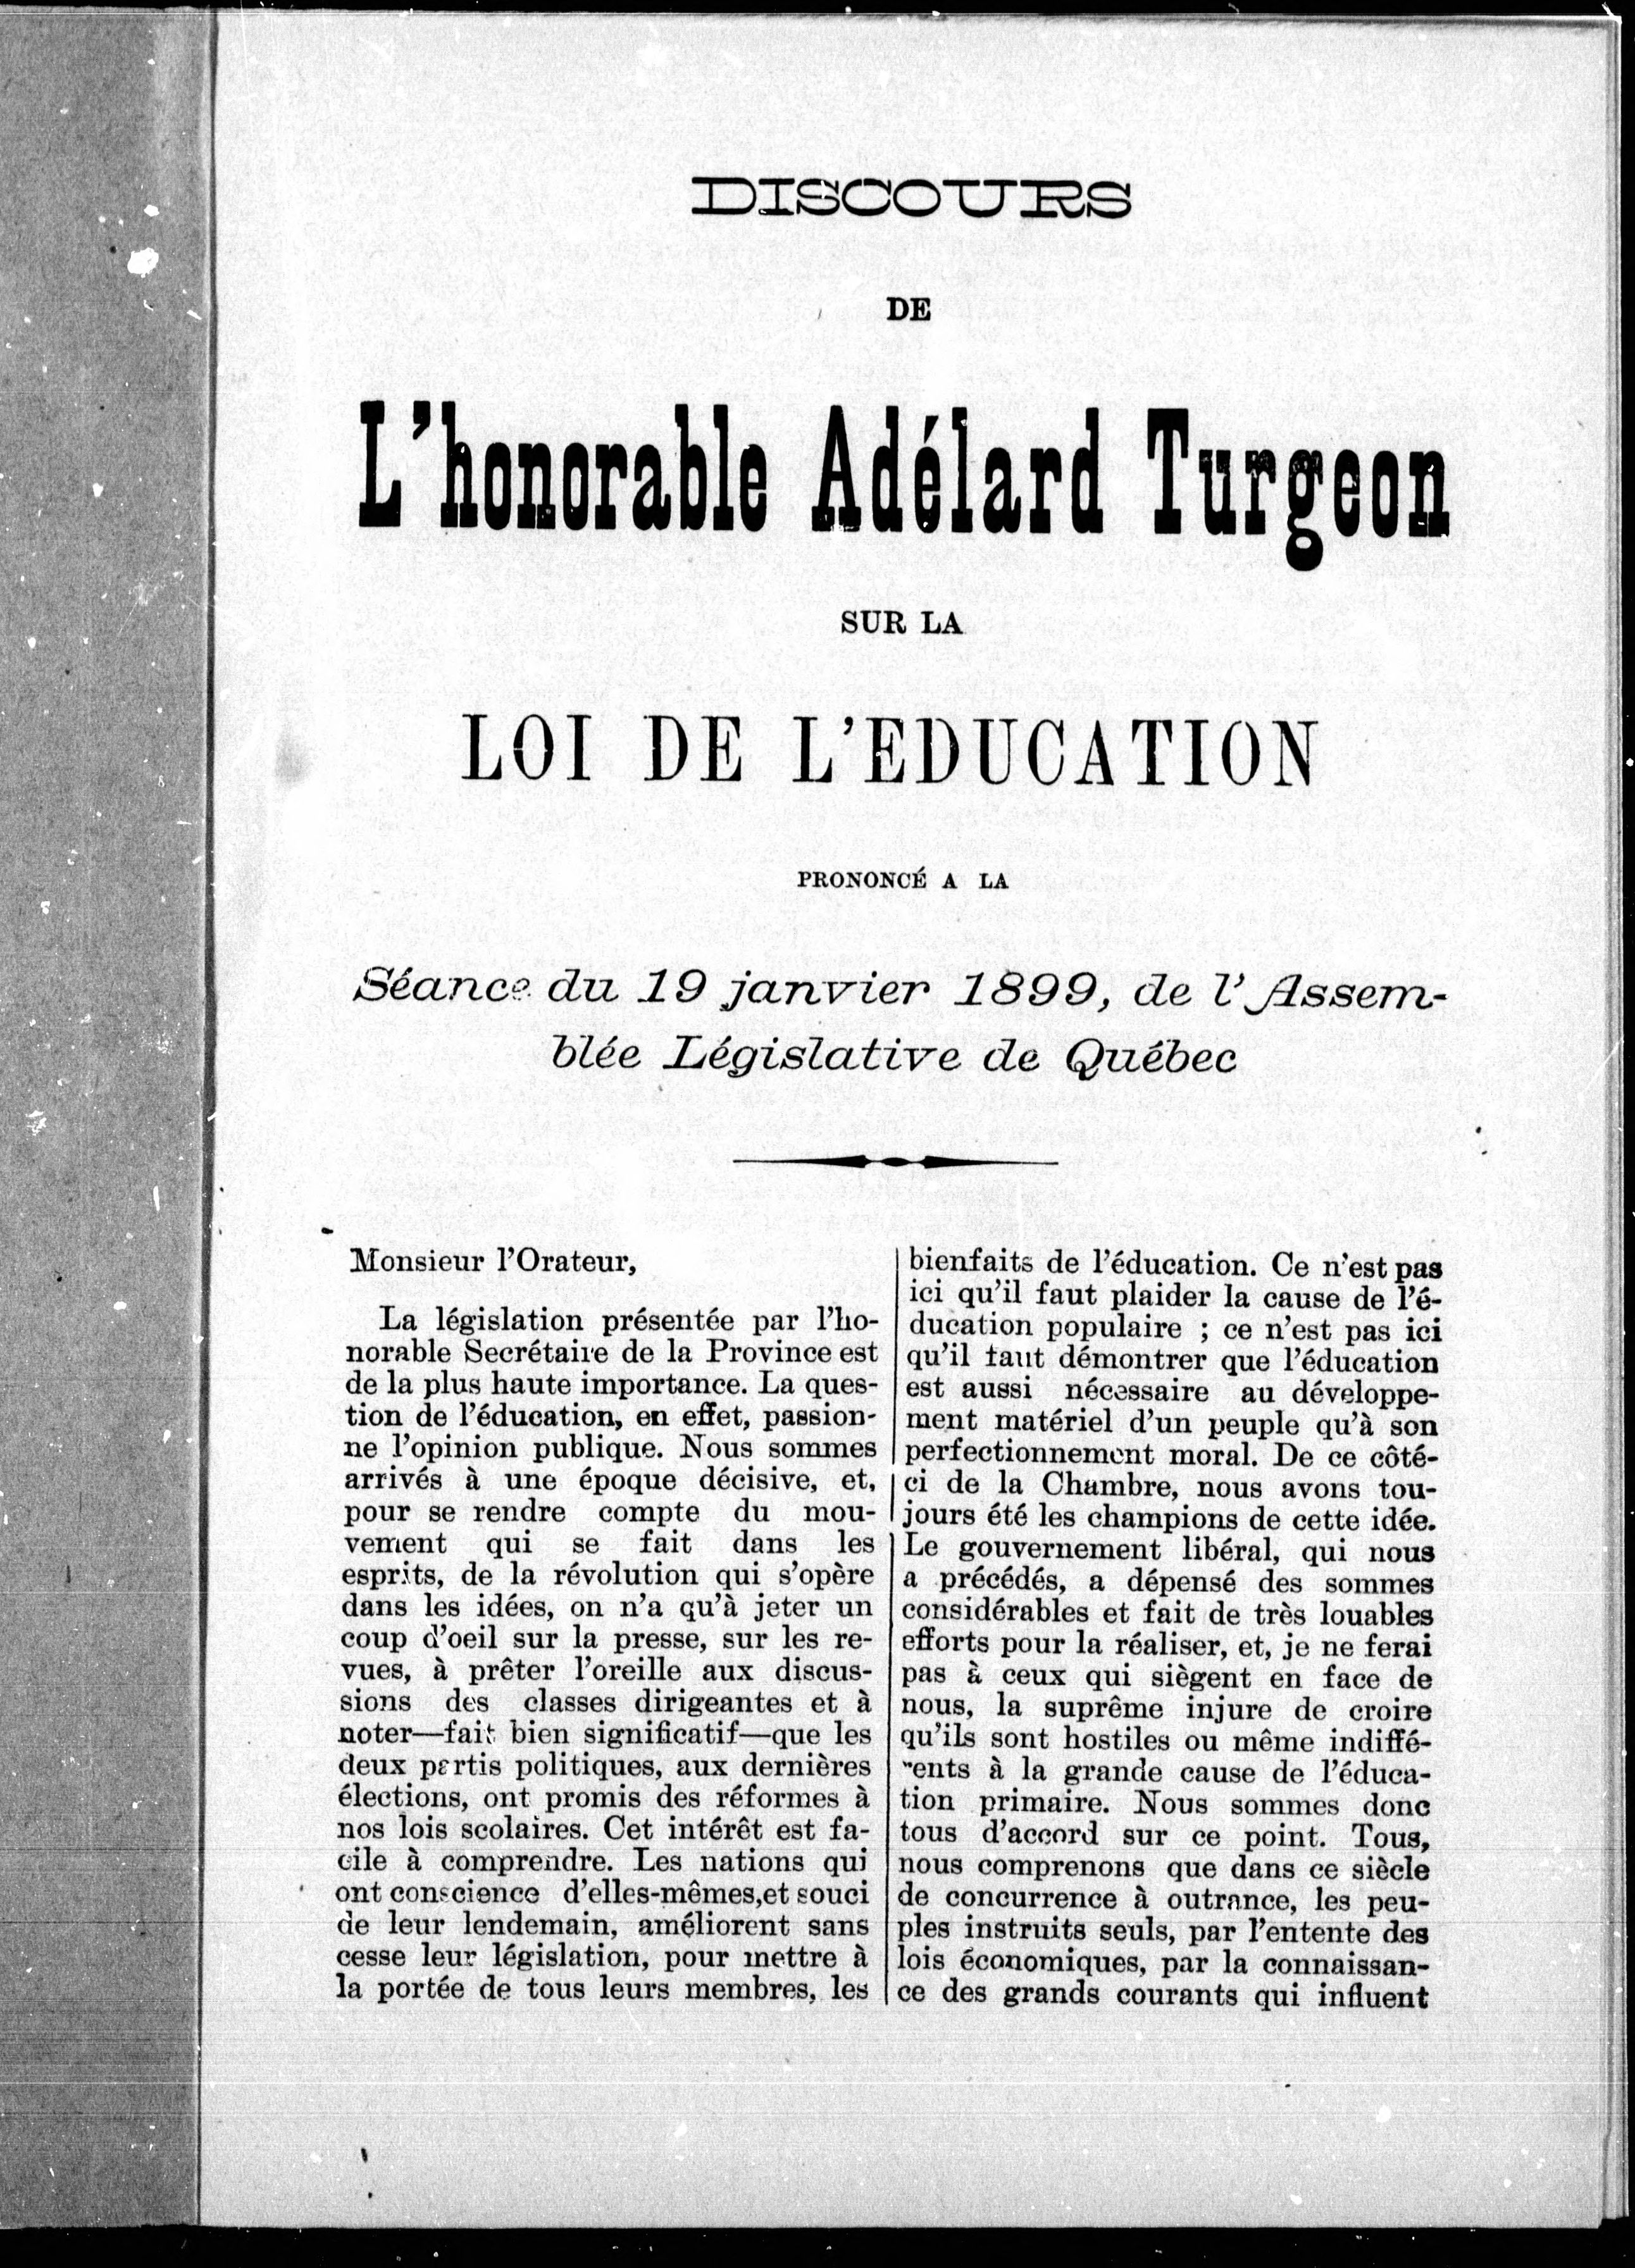 DISCOURS
DE
L'honorable Adélard Turgeon
SUR LA
LOI DE L'EDUCATION
PRONONCÉ A LA
Séance du 19 janvier 1899, de l'Assem-
blée Législative de Québec
Monsieur l'Orateur,
La législation présentée par l'ho-
norable Secrétaire de la Province est
de la plus haute importance. La ques-
tion de l'éducation, en effet, passion-
ne l'opinion publique. Nous sommes
arrivés à une époque décisive, et,
pour se rendre compte du mou-
vement qui se fait dans les
esprits, de la révolution qui s'opère
dans les idées, on n'a qu'à jeter un
coup d'oeil sur la presse, sur les re-
vues, à prêter l'oreille aux discus-
sions des classes dirigeantes et à
noter—fait bien significatif—que les
deux partis politiques, aux dernières
élections, ont promis des réformes à
nos lois scolaires. Cet intérêt est fa-
cile à comprendre. Les nations qui
ont conscience d'elles-mêmes,et souci
de leur lendemain, améliorent sans
cesse leur législation, pour mettre à
la portée de tous leurs membres, les
bienfaits de l'éducation. Ce n'est pas
ici qu'il faut plaider la cause de l'é-
ducation populaire ; ce n'est pas ici
qu'il faut démontrer que l'éducation
est aussi nécessaire au développe-
ment matériel d'un peuple qu'à son
perfectionnement moral. De ce côté-
ci de la Chambre, nous avons tou-
jours été les champions de cette idée.
Le gouvernement libéral, qui nous
a précédés, a dépensé des sommes
considérables et fait de très louables
efforts pour la réaliser, et, je ne ferai
pas à ceux qui siègent en face de
nous, la suprême injure de croire
qu'ils sont hostiles ou même indiffé-
rents à la grande cause de l'éduca-
tion primaire. Nous sommes donc
tous d'accord sur ce point. Tous,
nous comprenons que dans ce siècle
de concurrence à outrance, les peu-
ples instruits seuls, par l'entente des
lois économiques, par la connaissan-
ce des grands courants qui influent